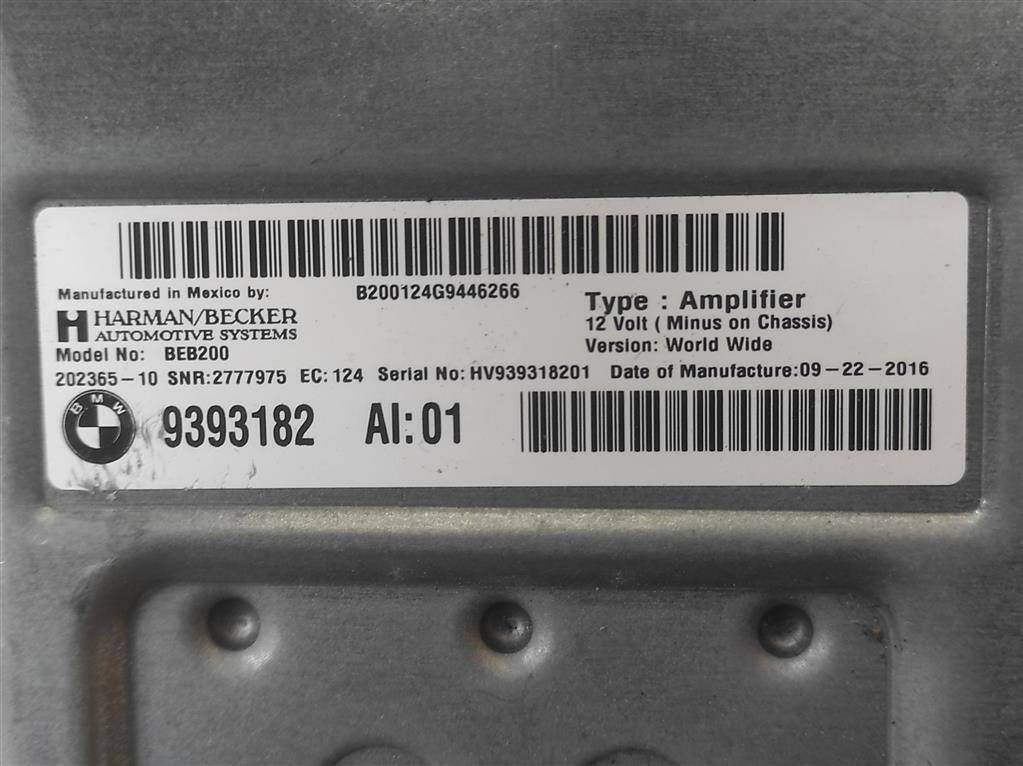 Manufactured in Mexico by: B200124G9446266
HARMAN/BECKER
AUTOMOTIVE SYSTEMS
Type : Amplifier
12 Volt ( Minus on Chassis)
Version: World Wide
Model No: BEB200
202365-10 SNR:2777975 EC:124 Serial No:HV939318201 Date of Manufacture:09-22-2016
BMW 9393182 AI:01